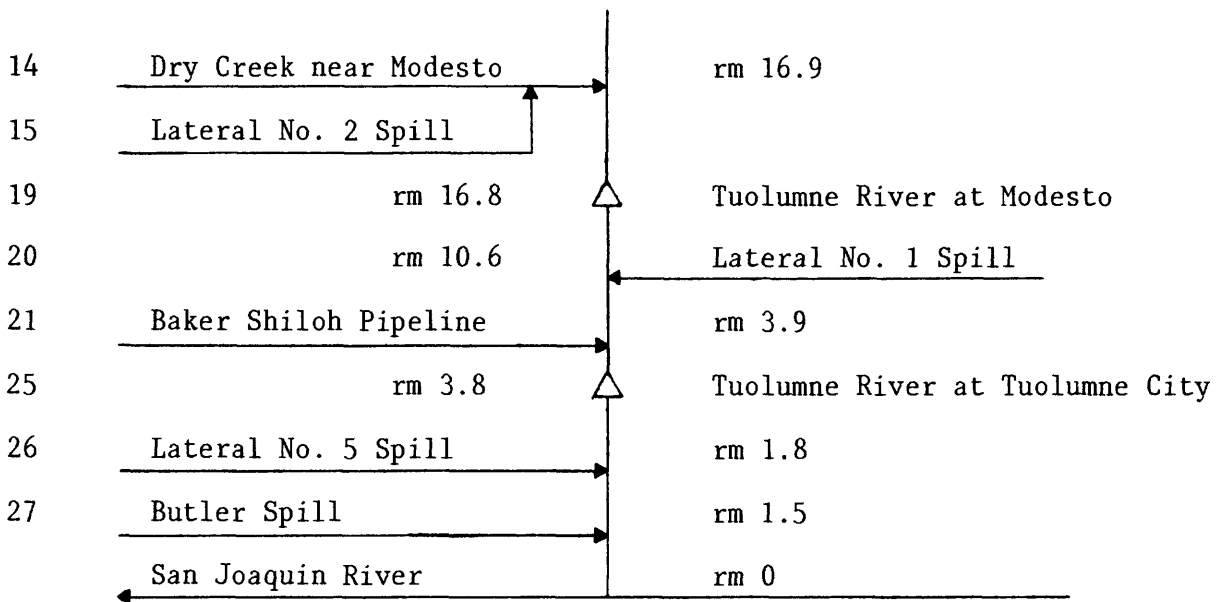 14 Dry Creek near Modesto rm 16.9
15 Lateral No. 2 Spill
19 rm 16.8 Tuolumne River at Modesto
20 rm 10.6 Lateral No. 1 Spill
21 Baker Shiloh Pipeline rm 3.9
25 rm 3.8 Tuolumne River at Tuolumne City
26 Lateral No. 5 Spill rm 1.8
27 Butler Spill rm 1.5
San Joaquin River rm 0